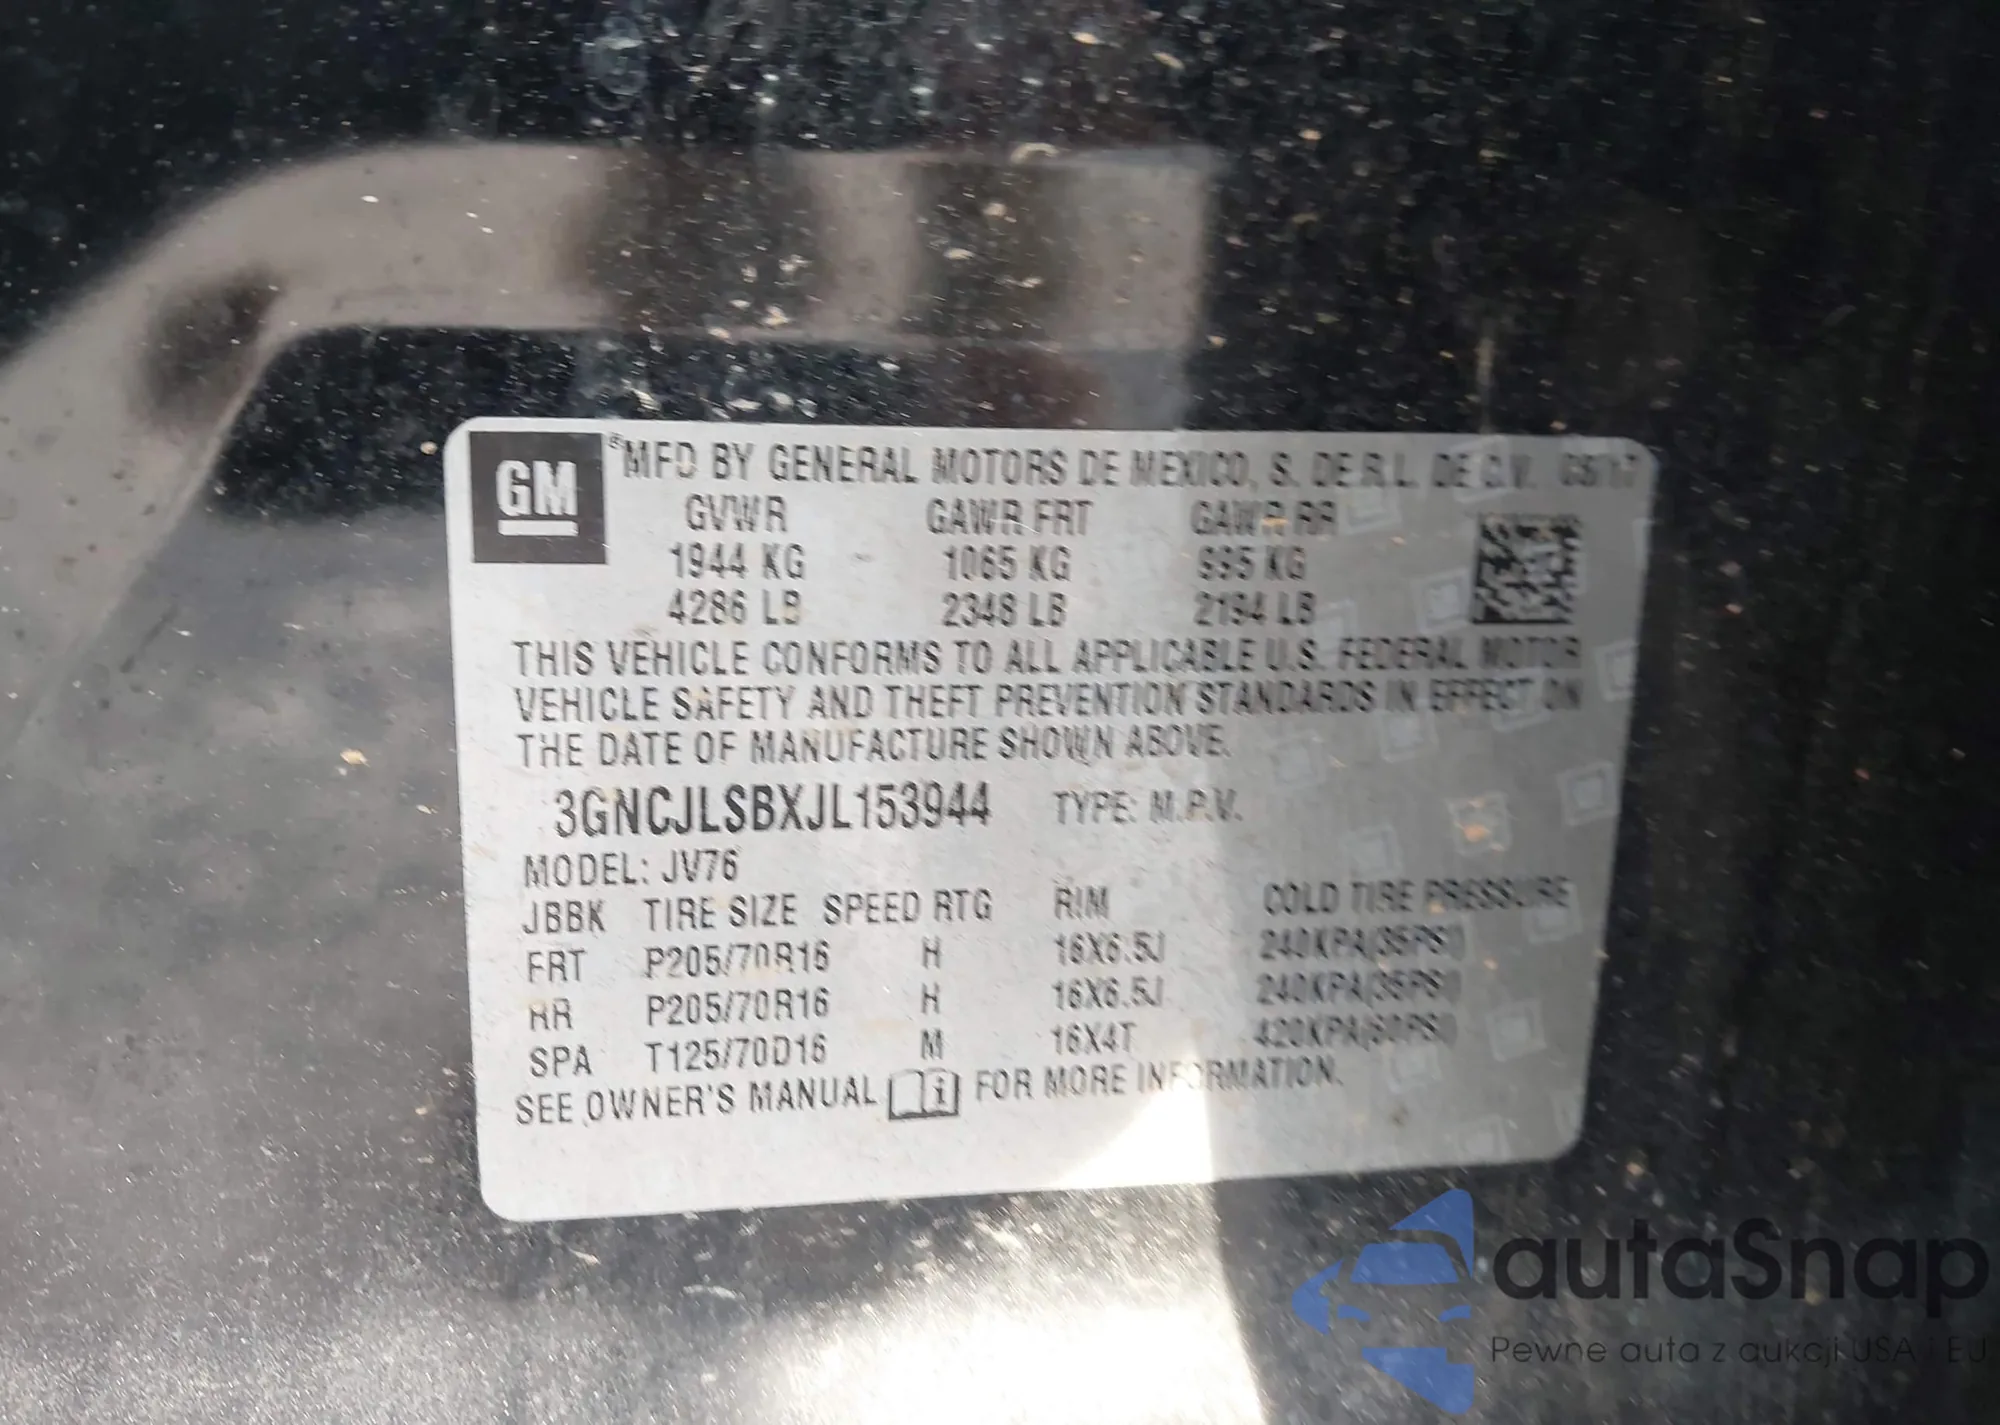 GM
MFD BY GENERAL MOTORS DE MEXICO, S. DE R.L. DE C.V.
GVWR GAWR FRT GAWR RR
1944 KG 1065 KG 995 KG
4286 LB 2348 LB 2194 LB
THIS VEHICLE CONFORMS TO ALL APPLICABLE U.S. FEDERAL MOTOR
VEHICLE SAFETY AND THEFT PREVENTION STANDARDS IN EFFECT ON
THE DATE OF MANUFACTURE SHOWN ABOVE.
3GNCJLSBXJL153944 TYPE: M.P.V.
MODEL: JV76
JBBK TIRE SIZE SPEED RTG RIM COLD TIRE PRESSURE
FRT P205/70R16 H 16X6.5J 240KPA(35PSI)
RR P205/70R16 H 16X6.5J 240KPA(35PSI)
SPA T125/70D16 M 16X4T 420KPA(60PSI)
SEE OWNER'S MANUAL i FOR MORE INFORMATION.
autaSnap
Pewne auta z aukcji USA i EU